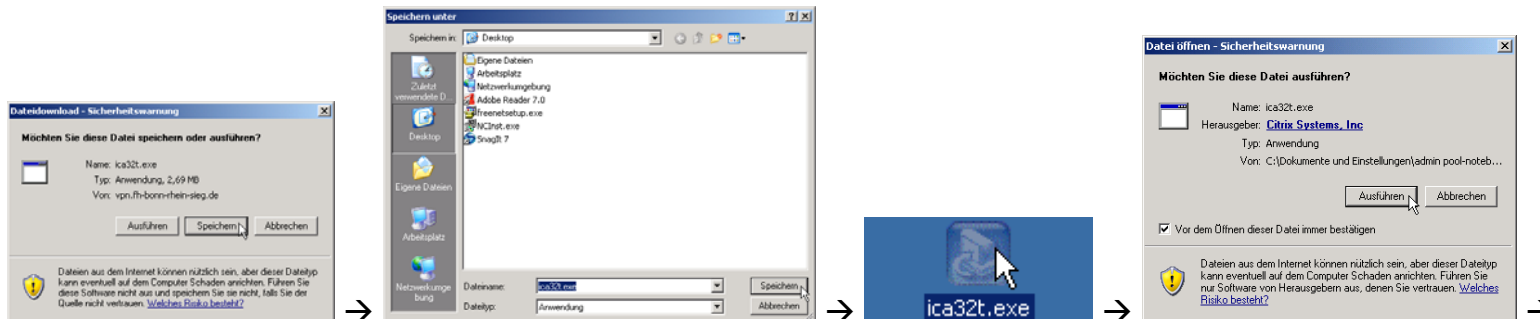 Dateidownload - Sicherheitswarnung
Möchten Sie diese Datei speichern oder ausführen?
Name: ica32t.exe
Typ: Anwendung, 2,69 MB
Von: vpn.fh-bonn-rhein-sieg.de
Ausführen Speichern Abbrechen
Dateien aus dem Internet können nützlich sein, aber dieser Dateityp
kann eventuell auf dem Computer Schaden anrichten. Führen Sie
diese Software nicht aus und speichern Sie sie nicht, falls Sie der
Quelle nicht vertrauen. Welches Risiko besteht?
→
Speichern unter
Speichern in: Desktop
Zuletzt
verwendete D...
Desktop
Eigene Dateien
Arbeitsplatz
Netzwerkumge
bung
Eigene Dateien
Arbeitsplatz
Netzwerkumgebung
Adobe Reader 7.0
freenetsetup.exe
NCInst.exe
SnagIt 7
Dateiname: ica32t.exe Speichern
Dateityp: Anwendung Abbrechen
→
ica32t.exe
→
Datei öffnen - Sicherheitswarnung
Möchten Sie diese Datei ausführen?
Name: ica32t.exe
Herausgeber: Citrix Systems, Inc
Typ: Anwendung
Von: C:\Dokumente und Einstellungen\admin pool-noteb...
Ausführen Abbrechen
Vor dem Öffnen dieser Datei immer bestätigen
Dateien aus dem Internet können nützlich sein, aber dieser Dateityp
kann eventuell auf dem Computer Schaden anrichten. Führen Sie
nur Software von Herausgebern aus, denen Sie vertrauen. Welches
Risiko besteht?
→